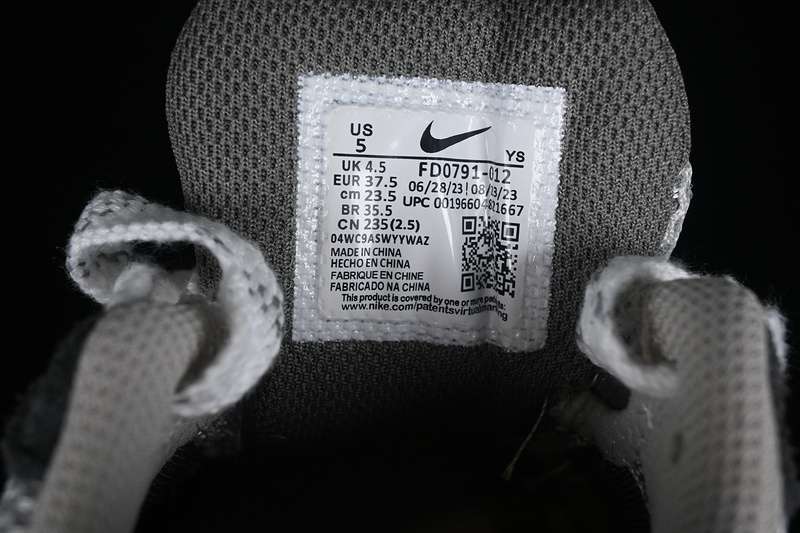 US
5
YS
UK 4.5
FD0791-012
EUR 37.5
06/28/23 | 08/23/23
cm 23.5
UPC
BR 35.5
CN 235(2.5)
04WC9ASWYYWAZ
MADE IN CHINA
HECHO EN CHINA
FABRIQUE EN CHINE
FABRICADO NA CHINA
This product is covered by one or more patents:
www.nike.com/patentsvirtualmarking